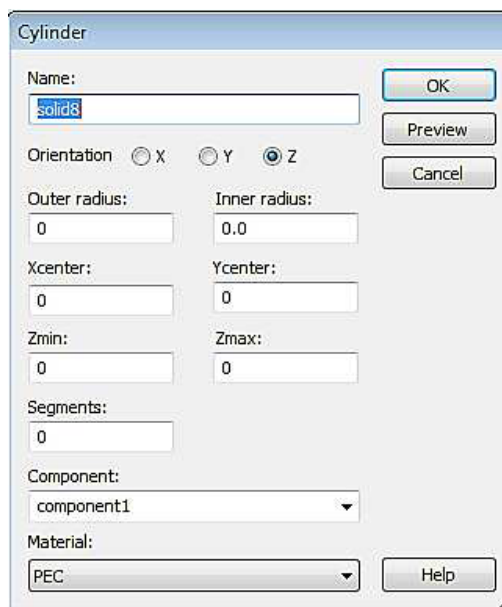 Cylinder
Name:
solid8
OK
Preview
Orientation X Y Z
Cancel
Outer radius: Inner radius:
0 0.0
Xcenter: Ycenter:
0 0
Zmin: Zmax:
0 0
Segments:
0
Component:
component1
Material:
PEC
Help